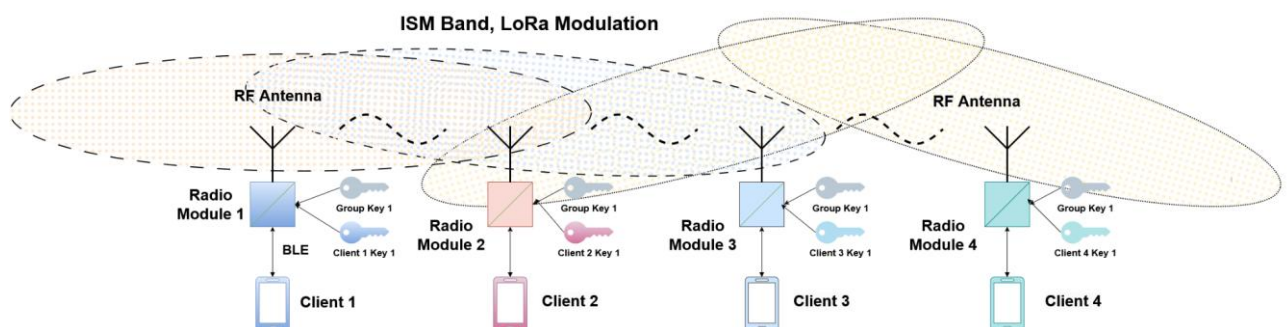 ISM Band, LoRa Modulation
RF Antenna
RF Antenna
Radio
Module 1
Group Key 1
Client 1 Key 1
BLE
Client 1
Radio
Module 2
Group Key 1
Client 2 Key 1
Client 2
Radio
Module 3
Group Key 1
Client 3 Key 1
Client 3
Radio
Module 4
Group Key 1
Client 4 Key 1
Client 4